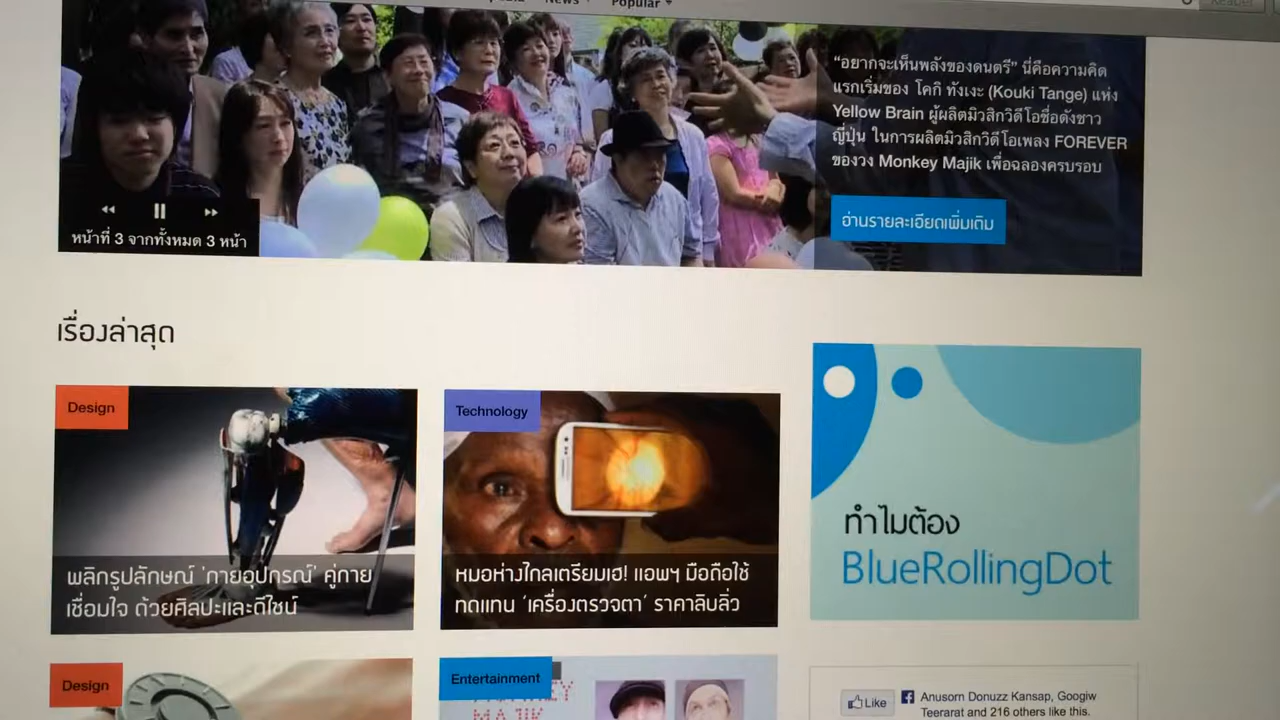 News
Popular
Reader
"อยากจะเห็นพลังของดนตรี" นี่คือความคิด
แรกเริ่มของ โคกิ ทังเงะ (Kouki Tange) แห่ง
Yellow Brain ผู้ผลิตมิวสิกวิดีโอชื่อดังชาว
ญี่ปุ่น ในการผลิตมิวสิกวิดีโอเพลง FOREVER
ของวง Monkey Majik เพื่อฉลองครบรอบ
อ่านรายละเอียดเพิ่มเติม
หน้าที่ 3 จากทั้งหมด 3 หน้า
เรื่องล่าสุด
Design
พลิกรูปลักษณ์ 'กายอุปกรณ์' คู่กาย
เชื่อมใจ ด้วยศิลปะและดีไซน์
Technology
หมอห่างไกลเตรียมเฮ! แอพฯ มือถือใช้
ทดแทน 'เครื่องตรวจตา' ราคาลิบลิ่ว
ทำไมต้อง
BlueRollingDot
Design
Entertainment
MAJIK
Like
Anusorn Donuzz Kansap, Googiw
Teerarat and 216 others like this.